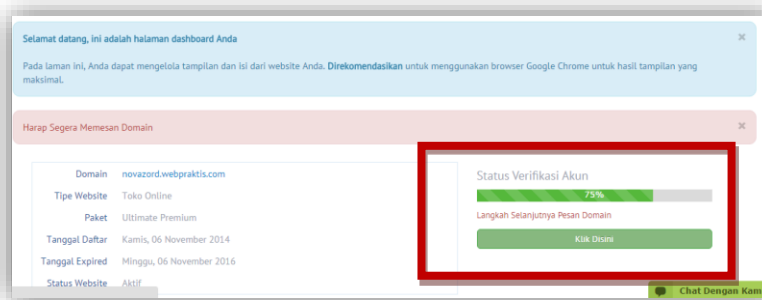 Selamat datang, ini adalah halaman dashboard Anda
×
Pada laman ini, Anda dapat mengelola tampilan dan isi dari website Anda. Direkomendasikan untuk menggunakan browser Google Chrome untuk hasil tampilan yang
maksimal.
Harap Segera Memesan Domain
×
Domain novazord.webpraktis.com
Tipe Website Toko Online
Paket Ultimate Premium
Tanggal Daftar Kamis, 06 November 2014
Tanggal Expired Minggu, 06 November 2016
Status Website Aktif
Status Verifikasi Akun
75%
Langkah Selanjutnya Pesan Domain
Klik Disini
Chat Dengan Kam